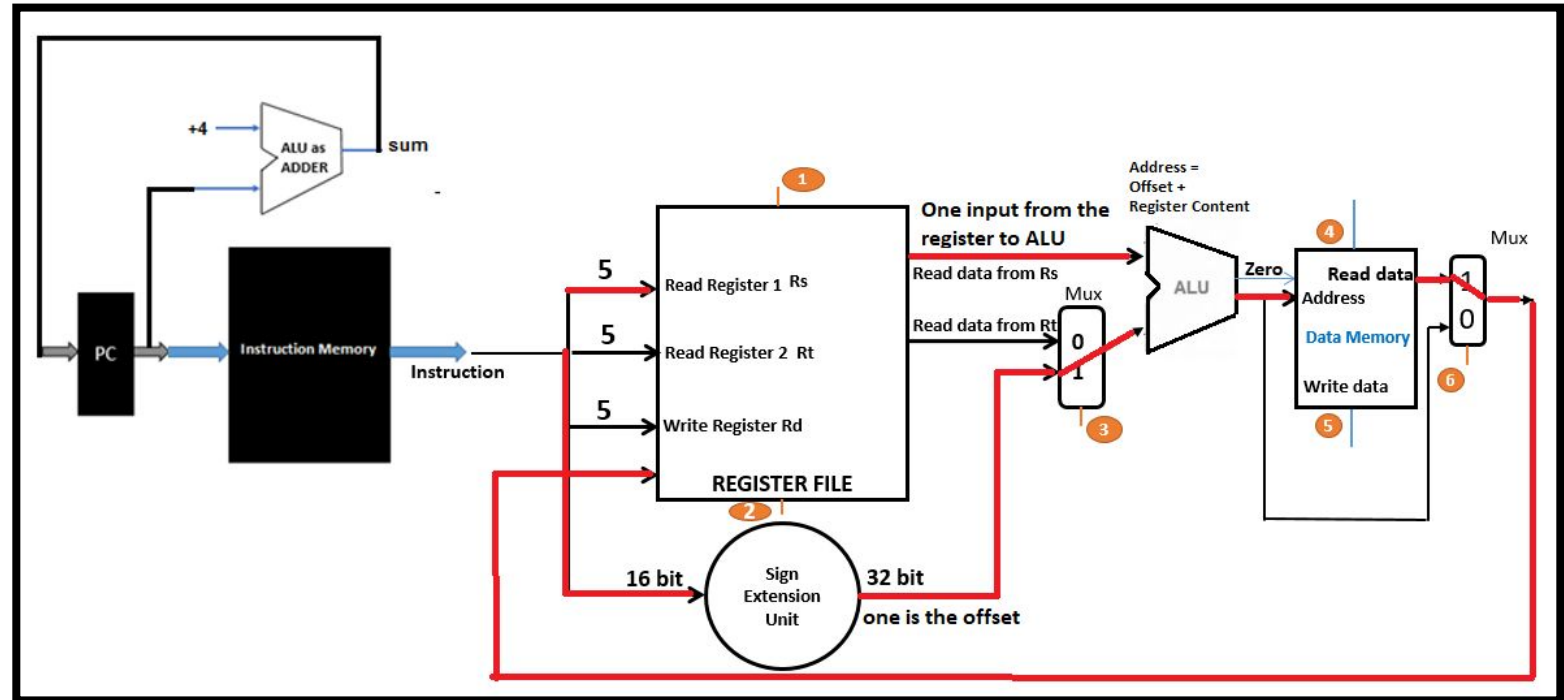 +4
ALU as
ADDER
sum
-
PC
Instruction Memory
Instruction
1
5
Read Register 1 Rs
5
Read Register 2 Rt
5
Write Register Rd
REGISTER FILE
2
16 bit
Sign
Extension
Unit
32 bit
one is the offset
One input from the
register to ALU
Read data from Rs
Read data from Rt
Mux
0
1
3
Address =
Offset +
Register Content
ALU
Zero
4
Read data
Address
Data Memory
Write data
5
Mux
1
0
6